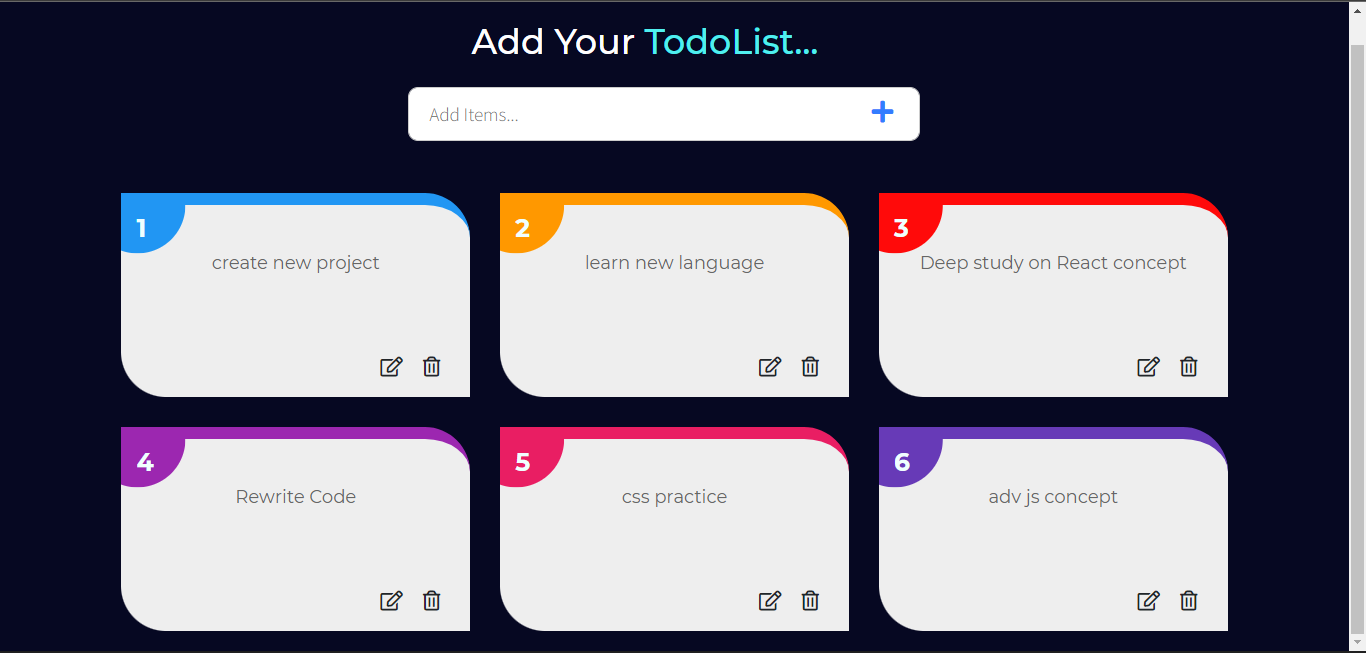 Add Your TodoList...
Add Items...
1
create new project
2
learn new language
3
Deep study on React concept
4
Rewrite Code
5
css practice
6
adv js concept